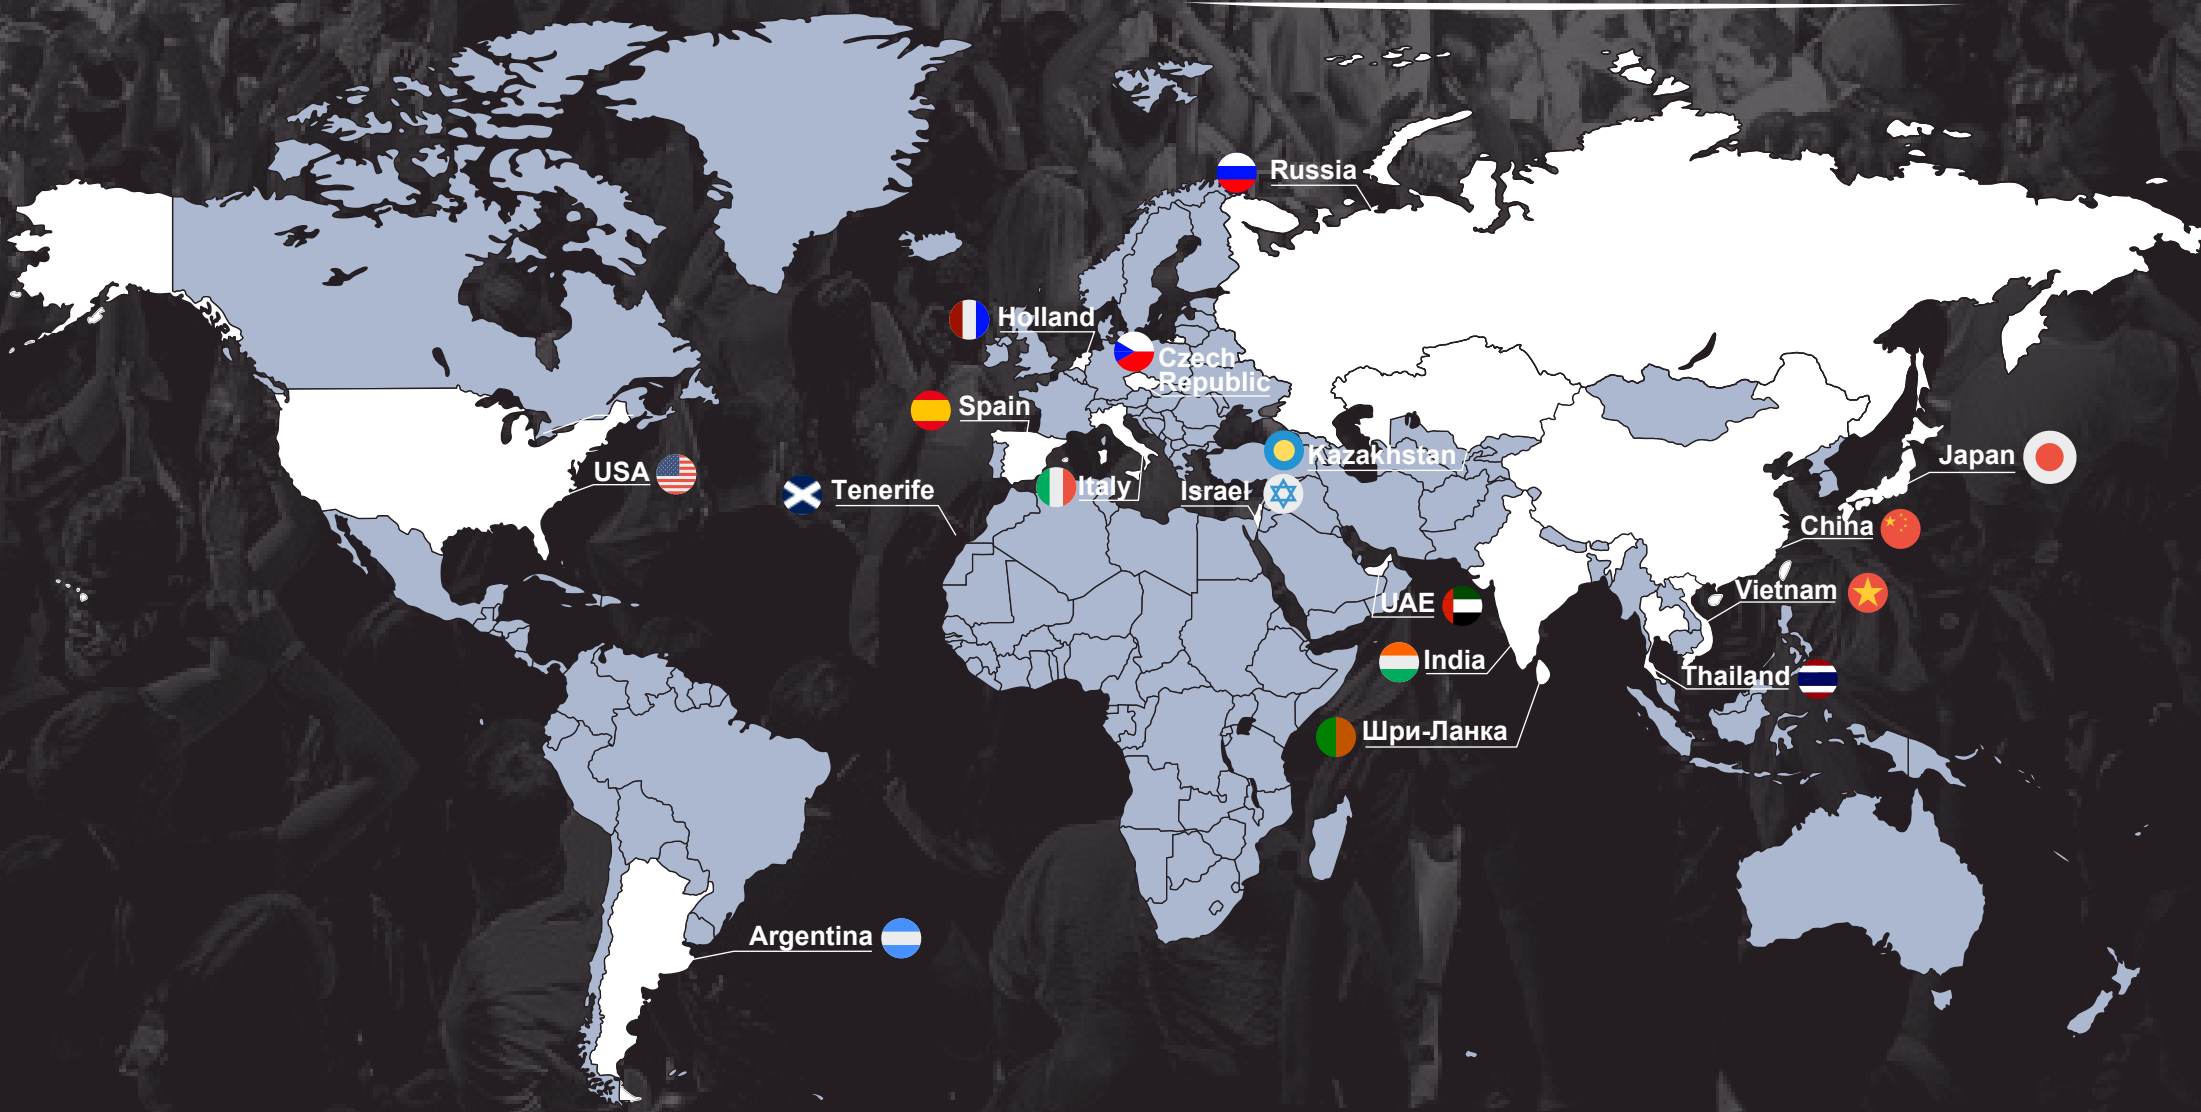 Russia
Holland
Czech
Republic
Spain
Kazakhstan
Japan
USA
Tenerife
Italy
Israel
China
Vietnam
UAE
India
Thailand
Шри-Ланка
Argentina